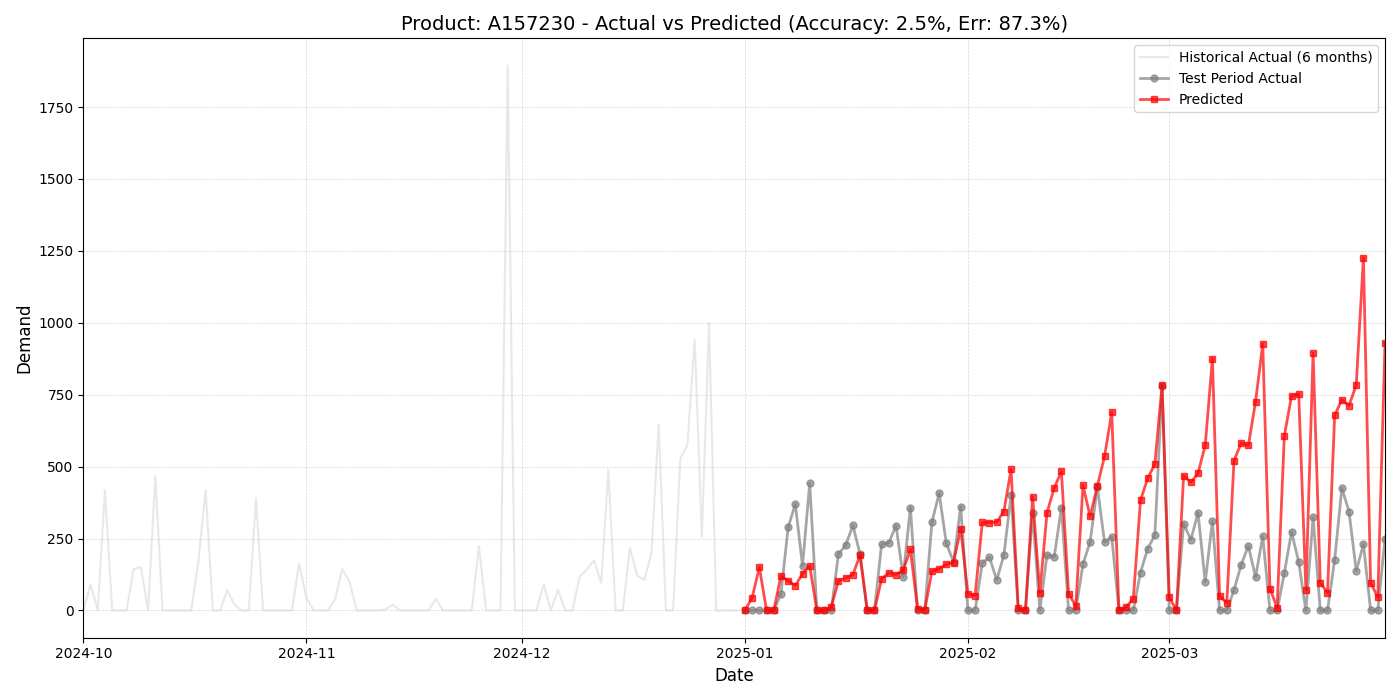 Product: A157230 - Actual vs Predicted (Accuracy: 2.5%, Err: 87.3%)
Historical Actual (6 months)
Test Period Actual
Predicted
Demand
1750
1500
1250
1000
750
500
250
0
2024-10
2024-11
2024-12
2025-01
2025-02
2025-03
Date